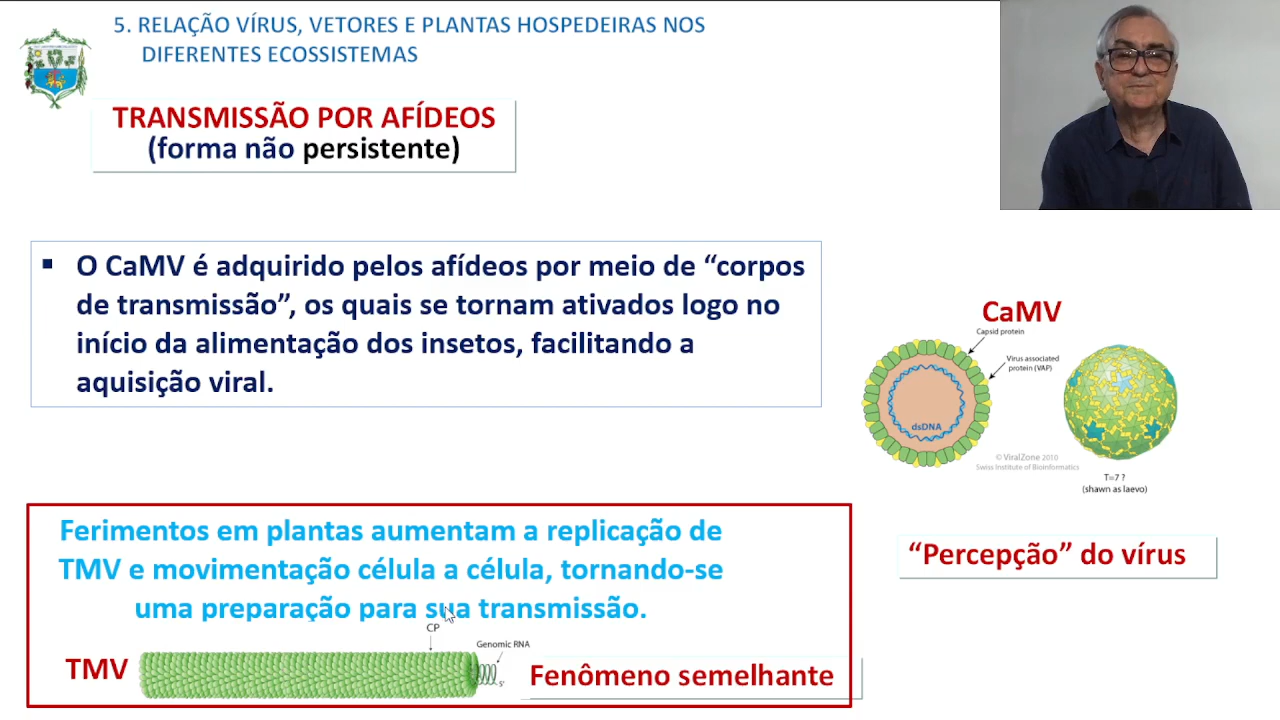 5. RELAÇÃO VÍRUS, VETORES E PLANTAS HOSPEDEIRAS NOS
DIFERENTES ECOSSISTEMAS
TRANSMISSÃO POR AFÍDEOS
(forma não persistente)
▪ O CaMV é adquirido pelos afídeos por meio de “corpos
de transmissão”, os quais se tornam ativados logo no
início da alimentação dos insetos, facilitando a
aquisição viral.
CaMV
Capsid protein
Virus associated
protein (VAP)
dsDNA
© ViralZone 2010
Swiss Institute of Bioinformatics
T=7 ?
(shown as laevo)
“Percepção” do vírus
Ferimentos em plantas aumentam a replicação de
TMV e movimentação célula a célula, tornando-se
uma preparação para sua transmissão.
CP
Genomic RNA
5'
TMV
Fenômeno semelhante